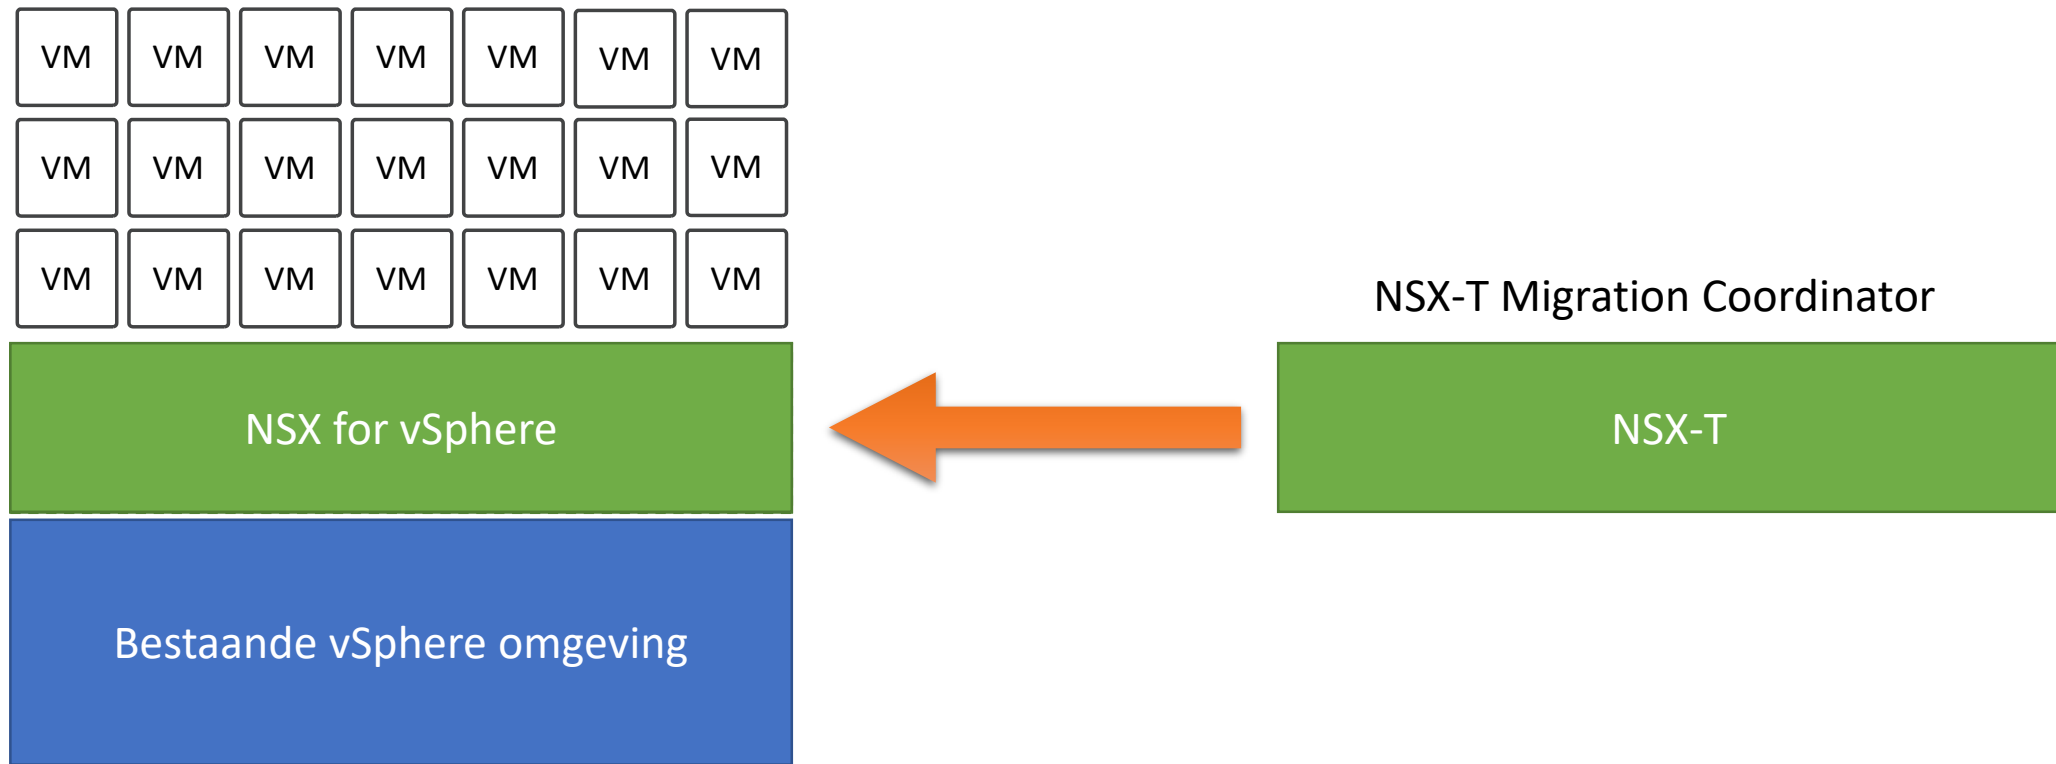 VM VM VM VM VM VM VM
VM VM VM VM VM VM VM
VM VM VM VM VM VM VM
NSX-T Migration Coordinator
NSX for vSphere
NSX-T
Bestaande vSphere omgeving